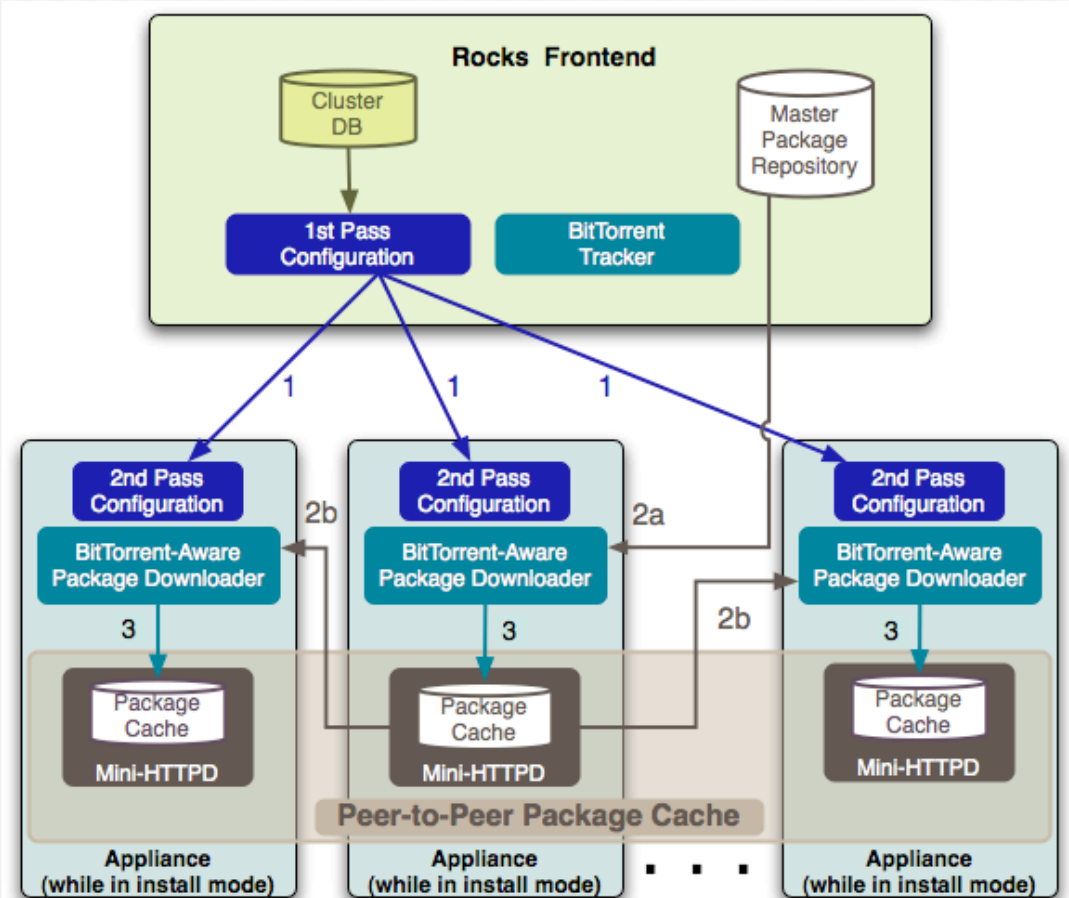 Rocks Frontend
Cluster
DB
Master
Package
Repository
1st Pass
Configuration
BitTorrent
Tracker
1
1
1
2nd Pass
Configuration
2nd Pass
Configuration
2nd Pass
Configuration
2b
2a
BitTorrent-Aware
Package Downloader
BitTorrent-Aware
Package Downloader
BitTorrent-Aware
Package Downloader
2b
3
3
3
Package
Cache
Package
Cache
Package
Cache
Mini-HTTPD
Mini-HTTPD
Mini-HTTPD
Peer-to-Peer Package Cache
Appliance
(while in install mode)
Appliance
(while in install mode)
. . .
Appliance
(while in install mode)